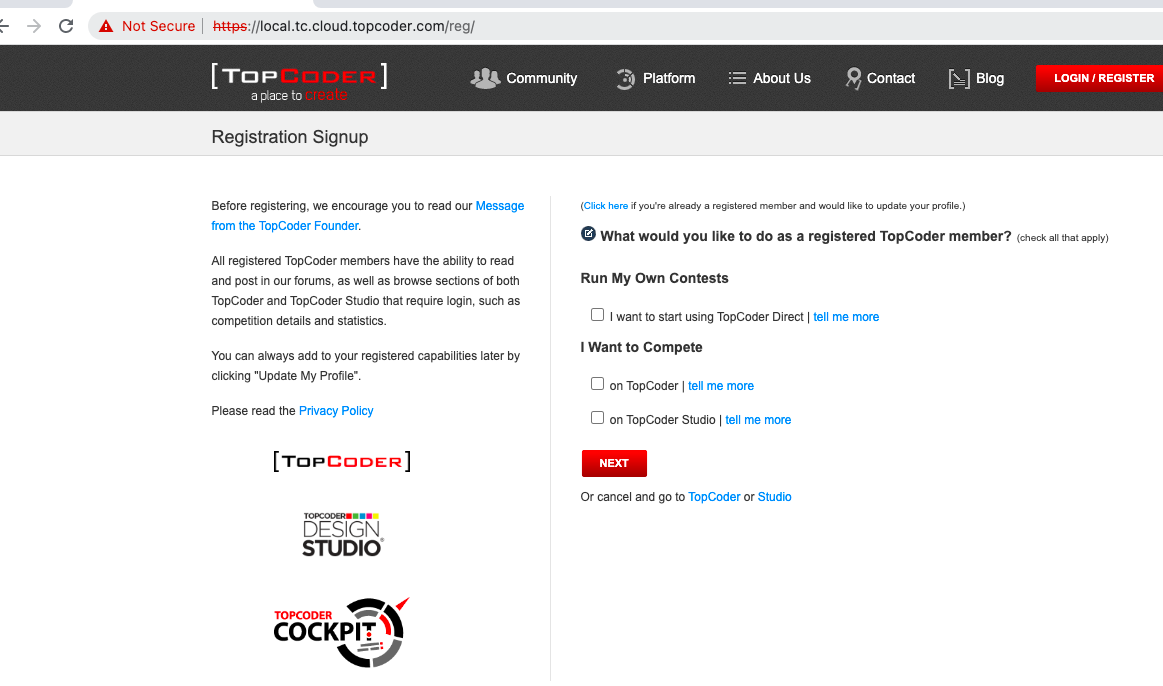 Not Secure | https://local.tc.cloud.topcoder.com/reg/
[TOPCODER]
a place to create
Community
Platform
About Us
Contact
Blog
LOGIN / REGISTER
Registration Signup
Before registering, we encourage you to read our Message
from the TopCoder Founder.
All registered TopCoder members have the ability to read
and post in our forums, as well as browse sections of both
TopCoder and TopCoder Studio that require login, such as
competition details and statistics.
You can always add to your registered capabilities later by
clicking "Update My Profile".
Please read the Privacy Policy
[TOPCODER]
TOPCODER
DESIGN
STUDIO®
TOPCODER
COCKPIT
(Click here if you're already a registered member and would like to update your profile.)
What would you like to do as a registered TopCoder member? (check all that apply)
Run My Own Contests
I want to start using TopCoder Direct | tell me more
I Want to Compete
on TopCoder | tell me more
on TopCoder Studio | tell me more
NEXT
Or cancel and go to TopCoder or Studio